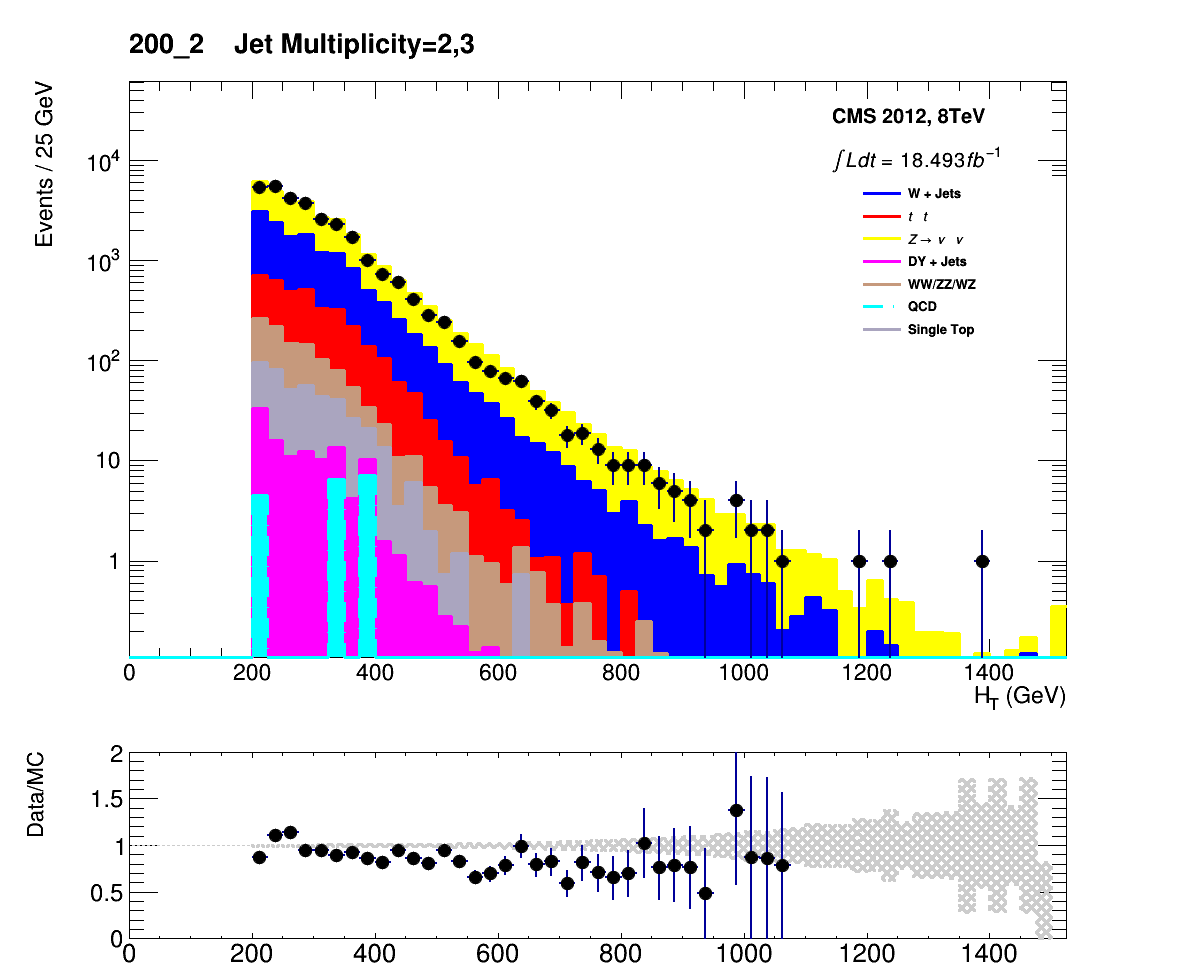 200_2 Jet Multiplicity=2,3
Events / 25 GeV
CMS 2012, 8TeV
∫Ldt = 18.493fb⁻¹
W + Jets
t t
Z → ν ν
DY + Jets
WW/ZZ/WZ
QCD
Single Top
10⁴
10³
10²
10
1
0 200 400 600 800 1000 1200 1400
H_T (GeV)
Data/MC
2
1.5
1
0.5
0
0 200 400 600 800 1000 1200 1400